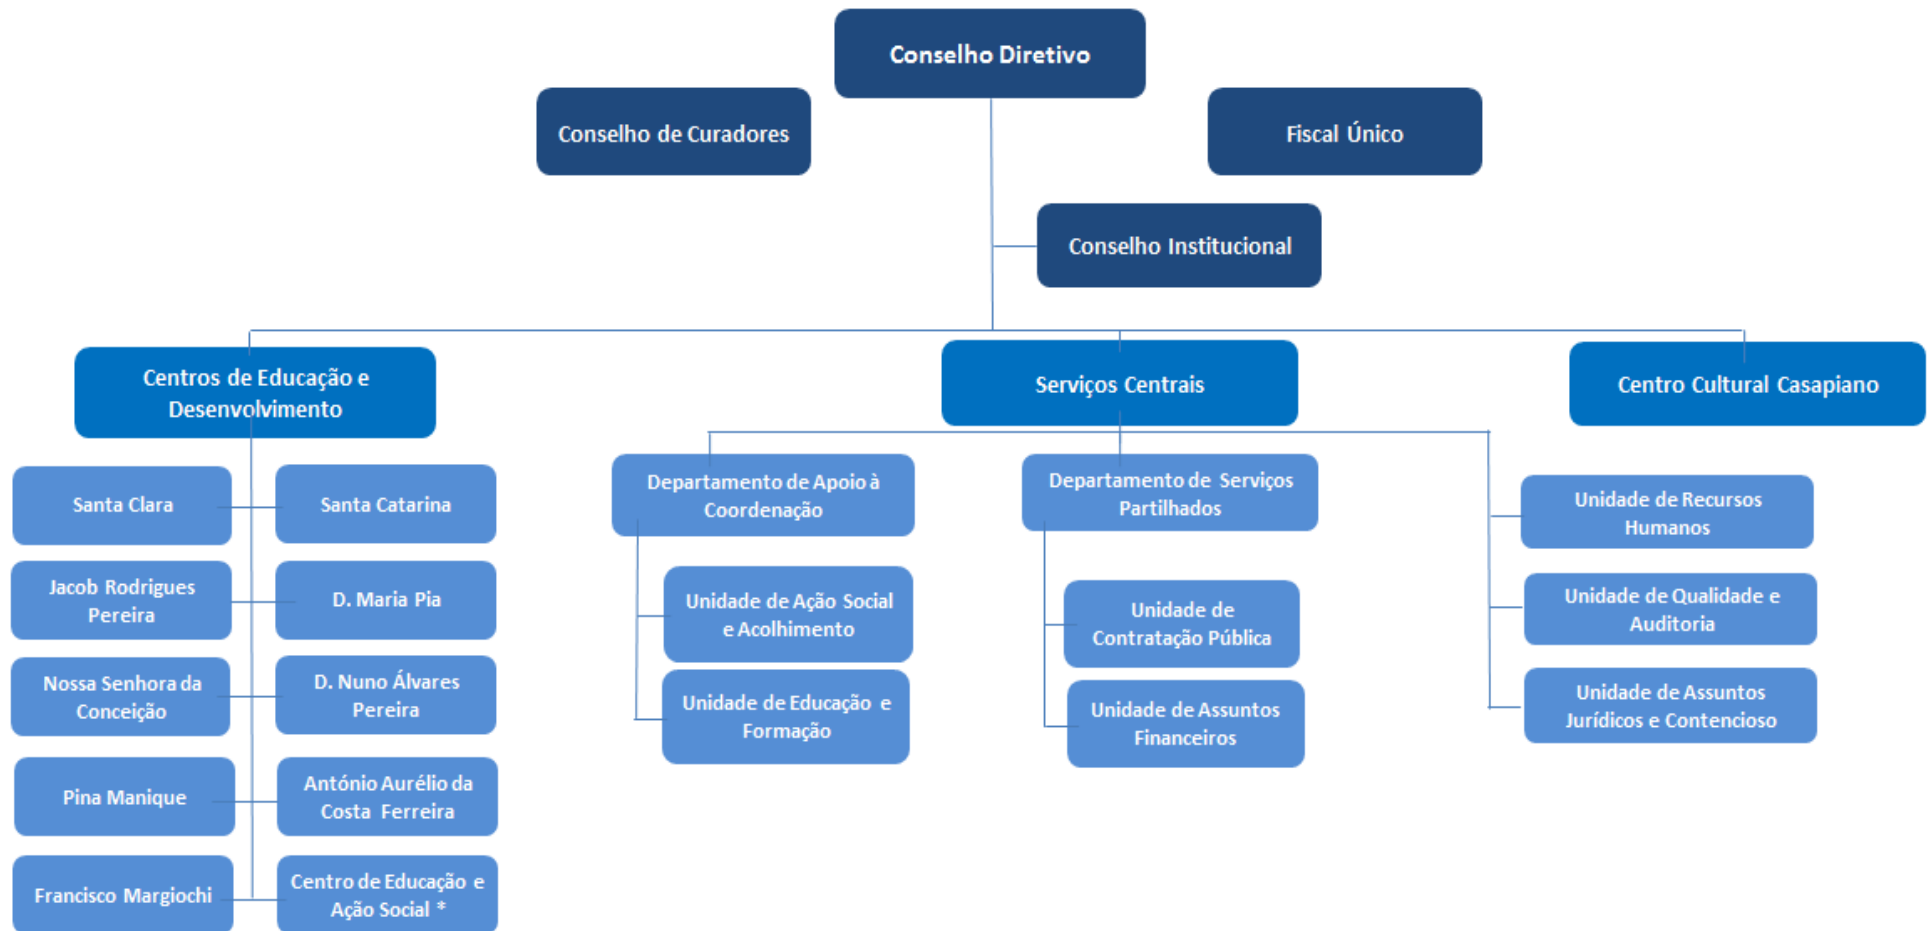 Conselho Diretivo
Conselho de Curadores
Fiscal Único
Conselho Institucional
Centros de Educação e
Desenvolvimento
Serviços Centrais
Centro Cultural Casapiano
Santa Clara
Santa Catarina
Jacob Rodrigues
Pereira
D. Maria Pia
Nossa Senhora da
Conceição
D. Nuno Álvares
Pereira
Pina Manique
António Aurélio da
Costa Ferreira
Francisco Margiochi
Centro de Educação e
Ação Social *
Departamento de Apoio à
Coordenação
Unidade de Ação Social
e Acolhimento
Unidade de Educação e
Formação
Departamento de Serviços
Partilhados
Unidade de
Contratação Pública
Unidade de Assuntos
Financeiros
Unidade de Recursos
Humanos
Unidade de Qualidade e
Auditoria
Unidade de Assuntos
Jurídicos e Contencioso